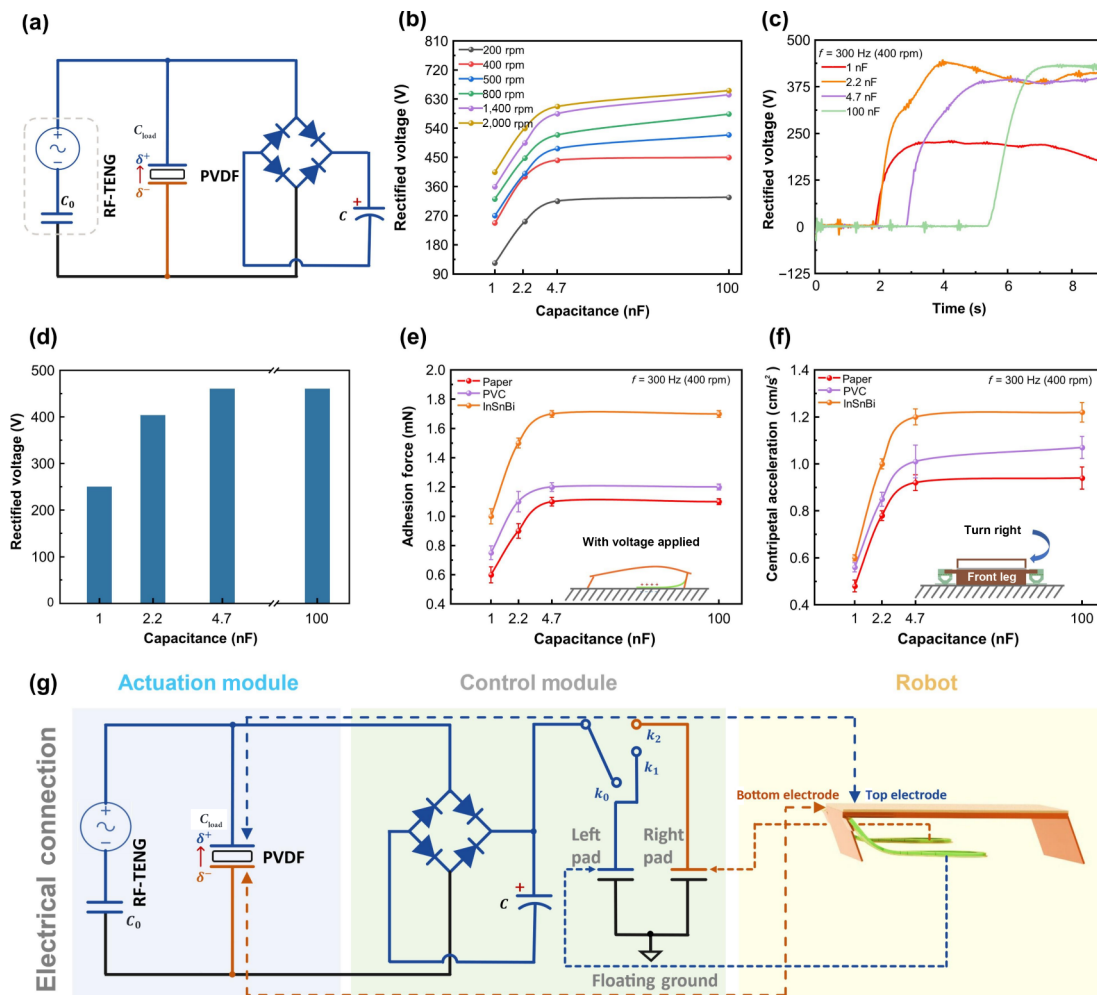 (a)
C_load
δ⁺
δ⁻
PVDF
RF-TENG
C₀
+
C
(b)
Rectified voltage (V)
810
720
630
540
450
360
270
180
90
200 rpm
400 rpm
500 rpm
800 rpm
1,400 rpm
2,000 rpm
1
2.2
4.7
100
Capacitance (nF)
(c)
Rectified voltage (V)
500
375
250
125
0
−125
f = 300 Hz (400 rpm)
1 nF
2.2 nF
4.7 nF
100 nF
0
2
4
6
8
Time (s)
(d)
Rectified voltage (V)
500
400
300
200
100
0
1
2.2
4.7
100
Capacitance (nF)
(e)
Adhesion force (mN)
2.0
1.8
1.6
1.4
1.2
1.0
0.8
0.6
0.4
Paper
PVC
InSnBi
f = 300 Hz (400 rpm)
With voltage applied
1
2.2
4.7
100
Capacitance (nF)
(f)
Centripetal acceleration (cm/s²)
1.4
1.2
1.0
0.8
0.6
0.4
Paper
PVC
InSnBi
f = 300 Hz (400 rpm)
Turn right
Front leg
1
2.2
4.7
100
Capacitance (nF)
(g)
Electrical connection
Actuation module
Control module
Robot
C_load
δ⁺
δ⁻
PVDF
RF-TENG
C₀
+
C
k₂
k₁
k₀
Left pad
Right pad
Floating ground
Bottom electrode
Top electrode